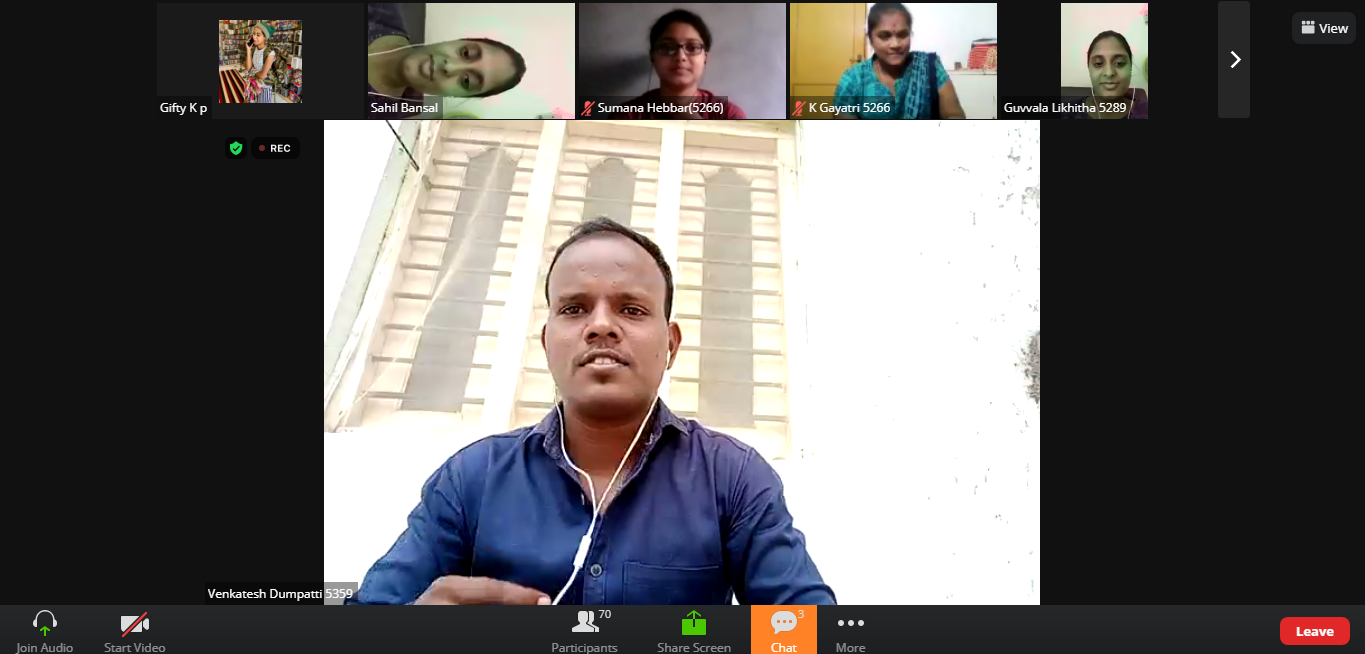 View
Gifty K p
Sahil Bansal
Sumana Hebbar(5266)
K Gayatri 5266
Guvvala Likhitha 5289
REC
Venkatesh Dumpatti 5359
Join Audio
Start Video
70
Participants
Share Screen
3
Chat
More
Leave